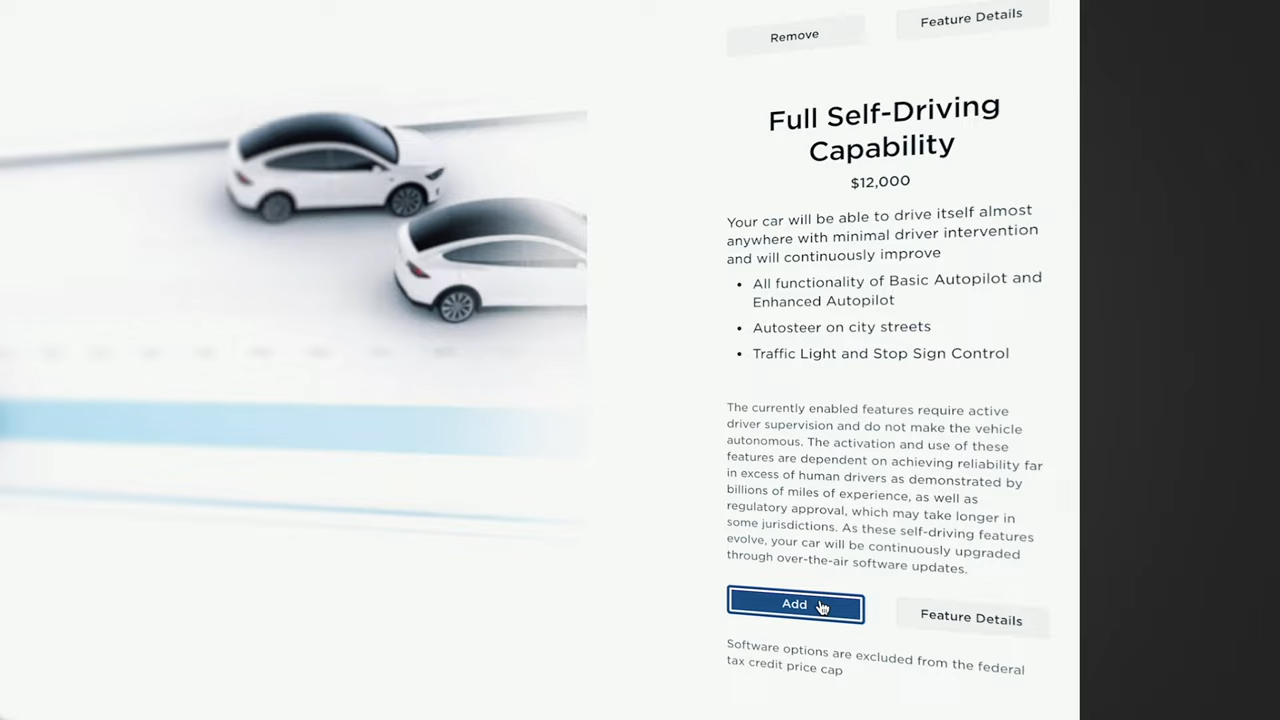 Remove
Feature Details
Full Self-Driving
Capability
$12,000
Your car will be able to drive itself almost
anywhere with minimal driver intervention
and will continuously improve
• All functionality of Basic Autopilot and
Enhanced Autopilot
• Autosteer on city streets
• Traffic Light and Stop Sign Control
The currently enabled features require active
driver supervision and do not make the vehicle
autonomous. The activation and use of these
features are dependent on achieving reliability far
in excess of human drivers as demonstrated by
billions of miles of experience, as well as
regulatory approval, which may take longer in
some jurisdictions. As these self-driving features
evolve, your car will be continuously upgraded
through over-the-air software updates.
Add
Feature Details
Software options are excluded from the federal
tax credit price cap